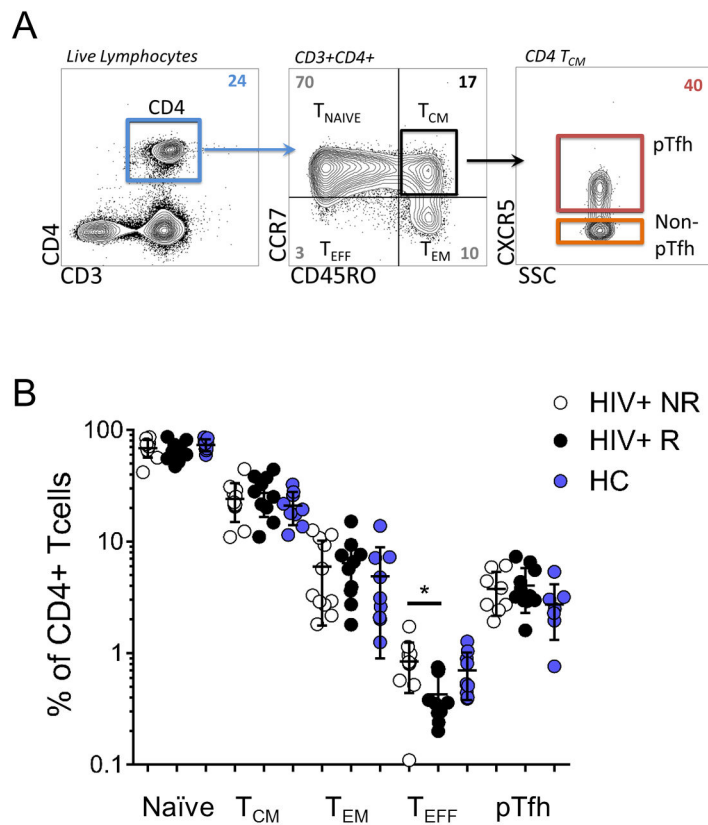 A
Live Lymphocytes
24
CD4
CD4
CD3
CD3+CD4+
70
17
TNAIVE
TCM
TEFF
TEM
3
10
CCR7
CD45RO
CD4 TCM
40
pTfh
Non-
pTfh
CXCR5
SSC
B
HIV+ NR
HIV+ R
HC
% of CD4+ Tcells
100
10
1
0.1
*
Naïve
TCM
TEM
TEFF
pTfh